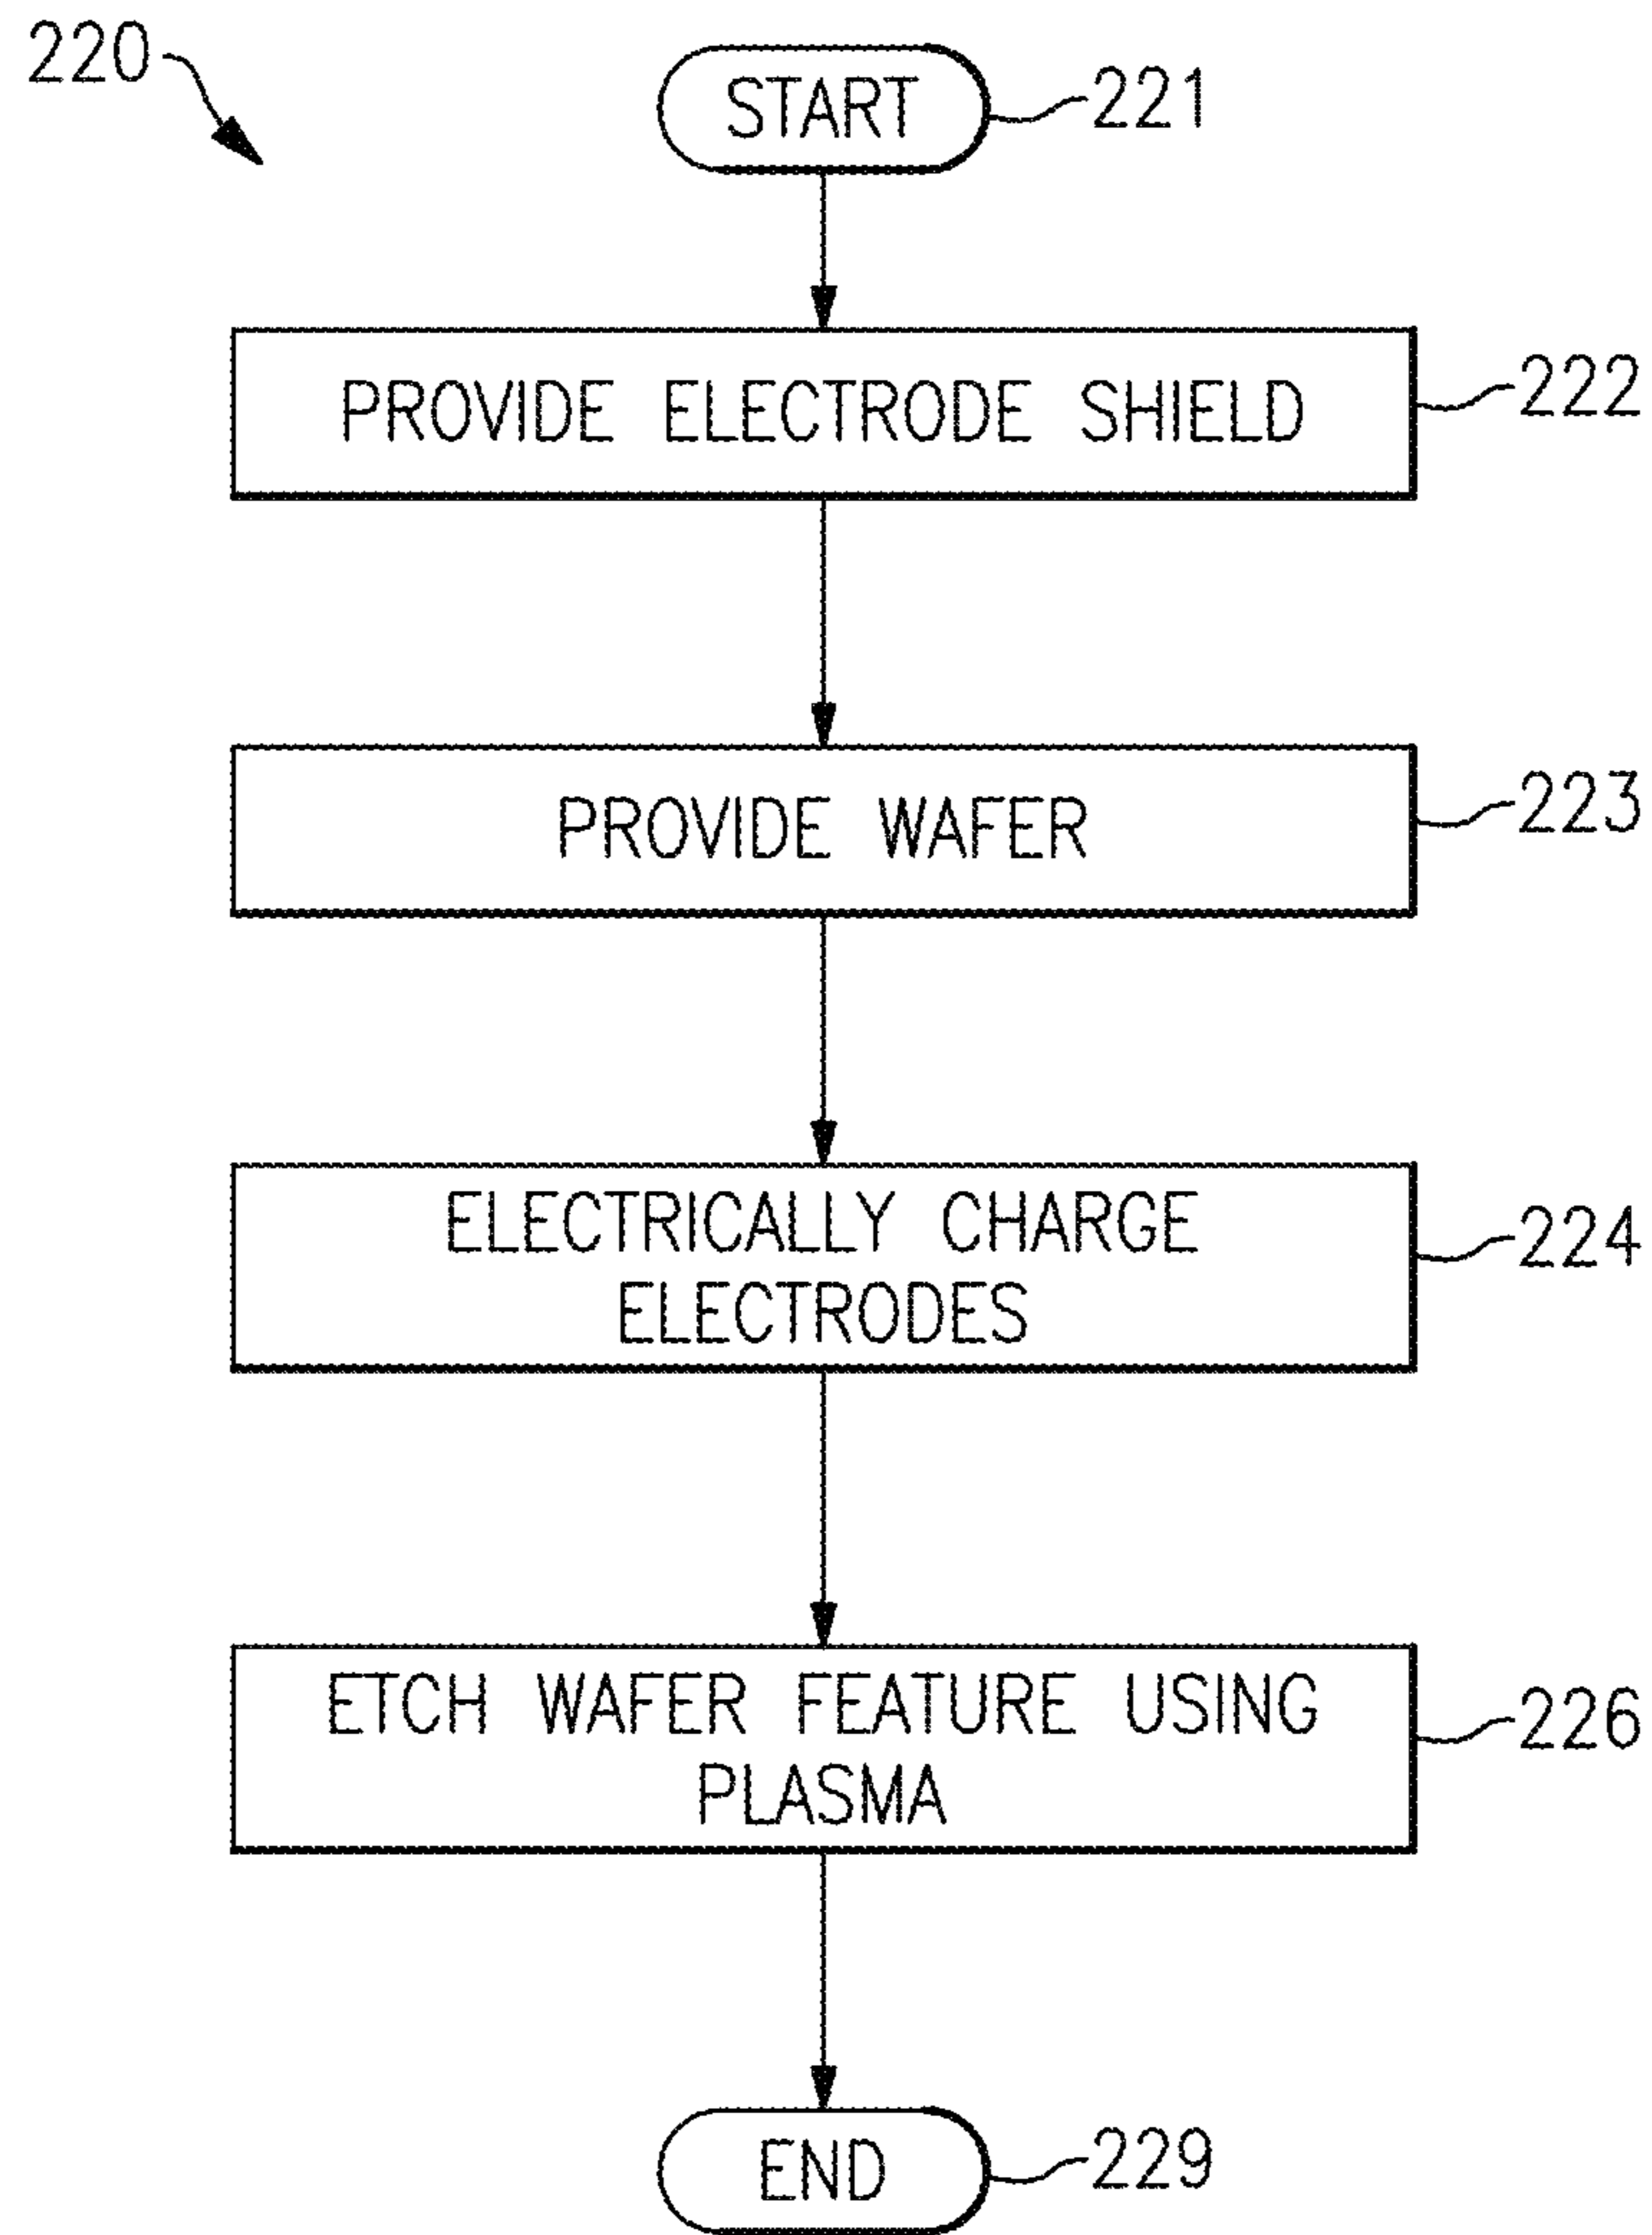 220
START
221
PROVIDE ELECTRODE SHIELD
222
PROVIDE WAFER
223
ELECTRICALLY CHARGE
ELECTRODES
224
ETCH WAFER FEATURE USING
PLASMA
226
END
229